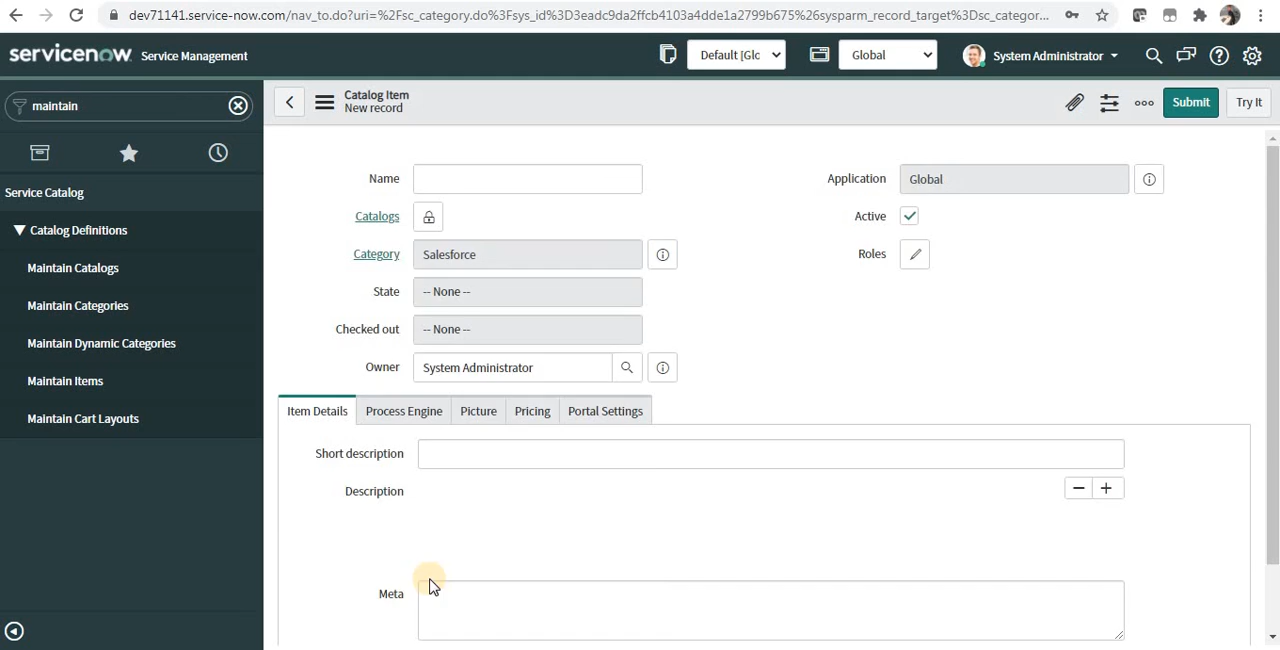 dev71141.service-now.com/nav_to.do?uri=%2Fsc_category.do%3Fsys_id%3D3eadc9da2ffcb4103a4dde1a2799b675%26sysparm_record_target%3Dsc_categor...
servicenow Service Management
Default [Glc
Global
System Administrator
maintain
Catalog Item
New record
Submit
Try It
Service Catalog
Catalog Definitions
Maintain Catalogs
Maintain Categories
Maintain Dynamic Categories
Maintain Items
Maintain Cart Layouts
Name
Application Global
Catalogs
Active
Category Salesforce
Roles
State -- None --
Checked out -- None --
Owner System Administrator
Item Details Process Engine Picture Pricing Portal Settings
Short description
Description
Meta